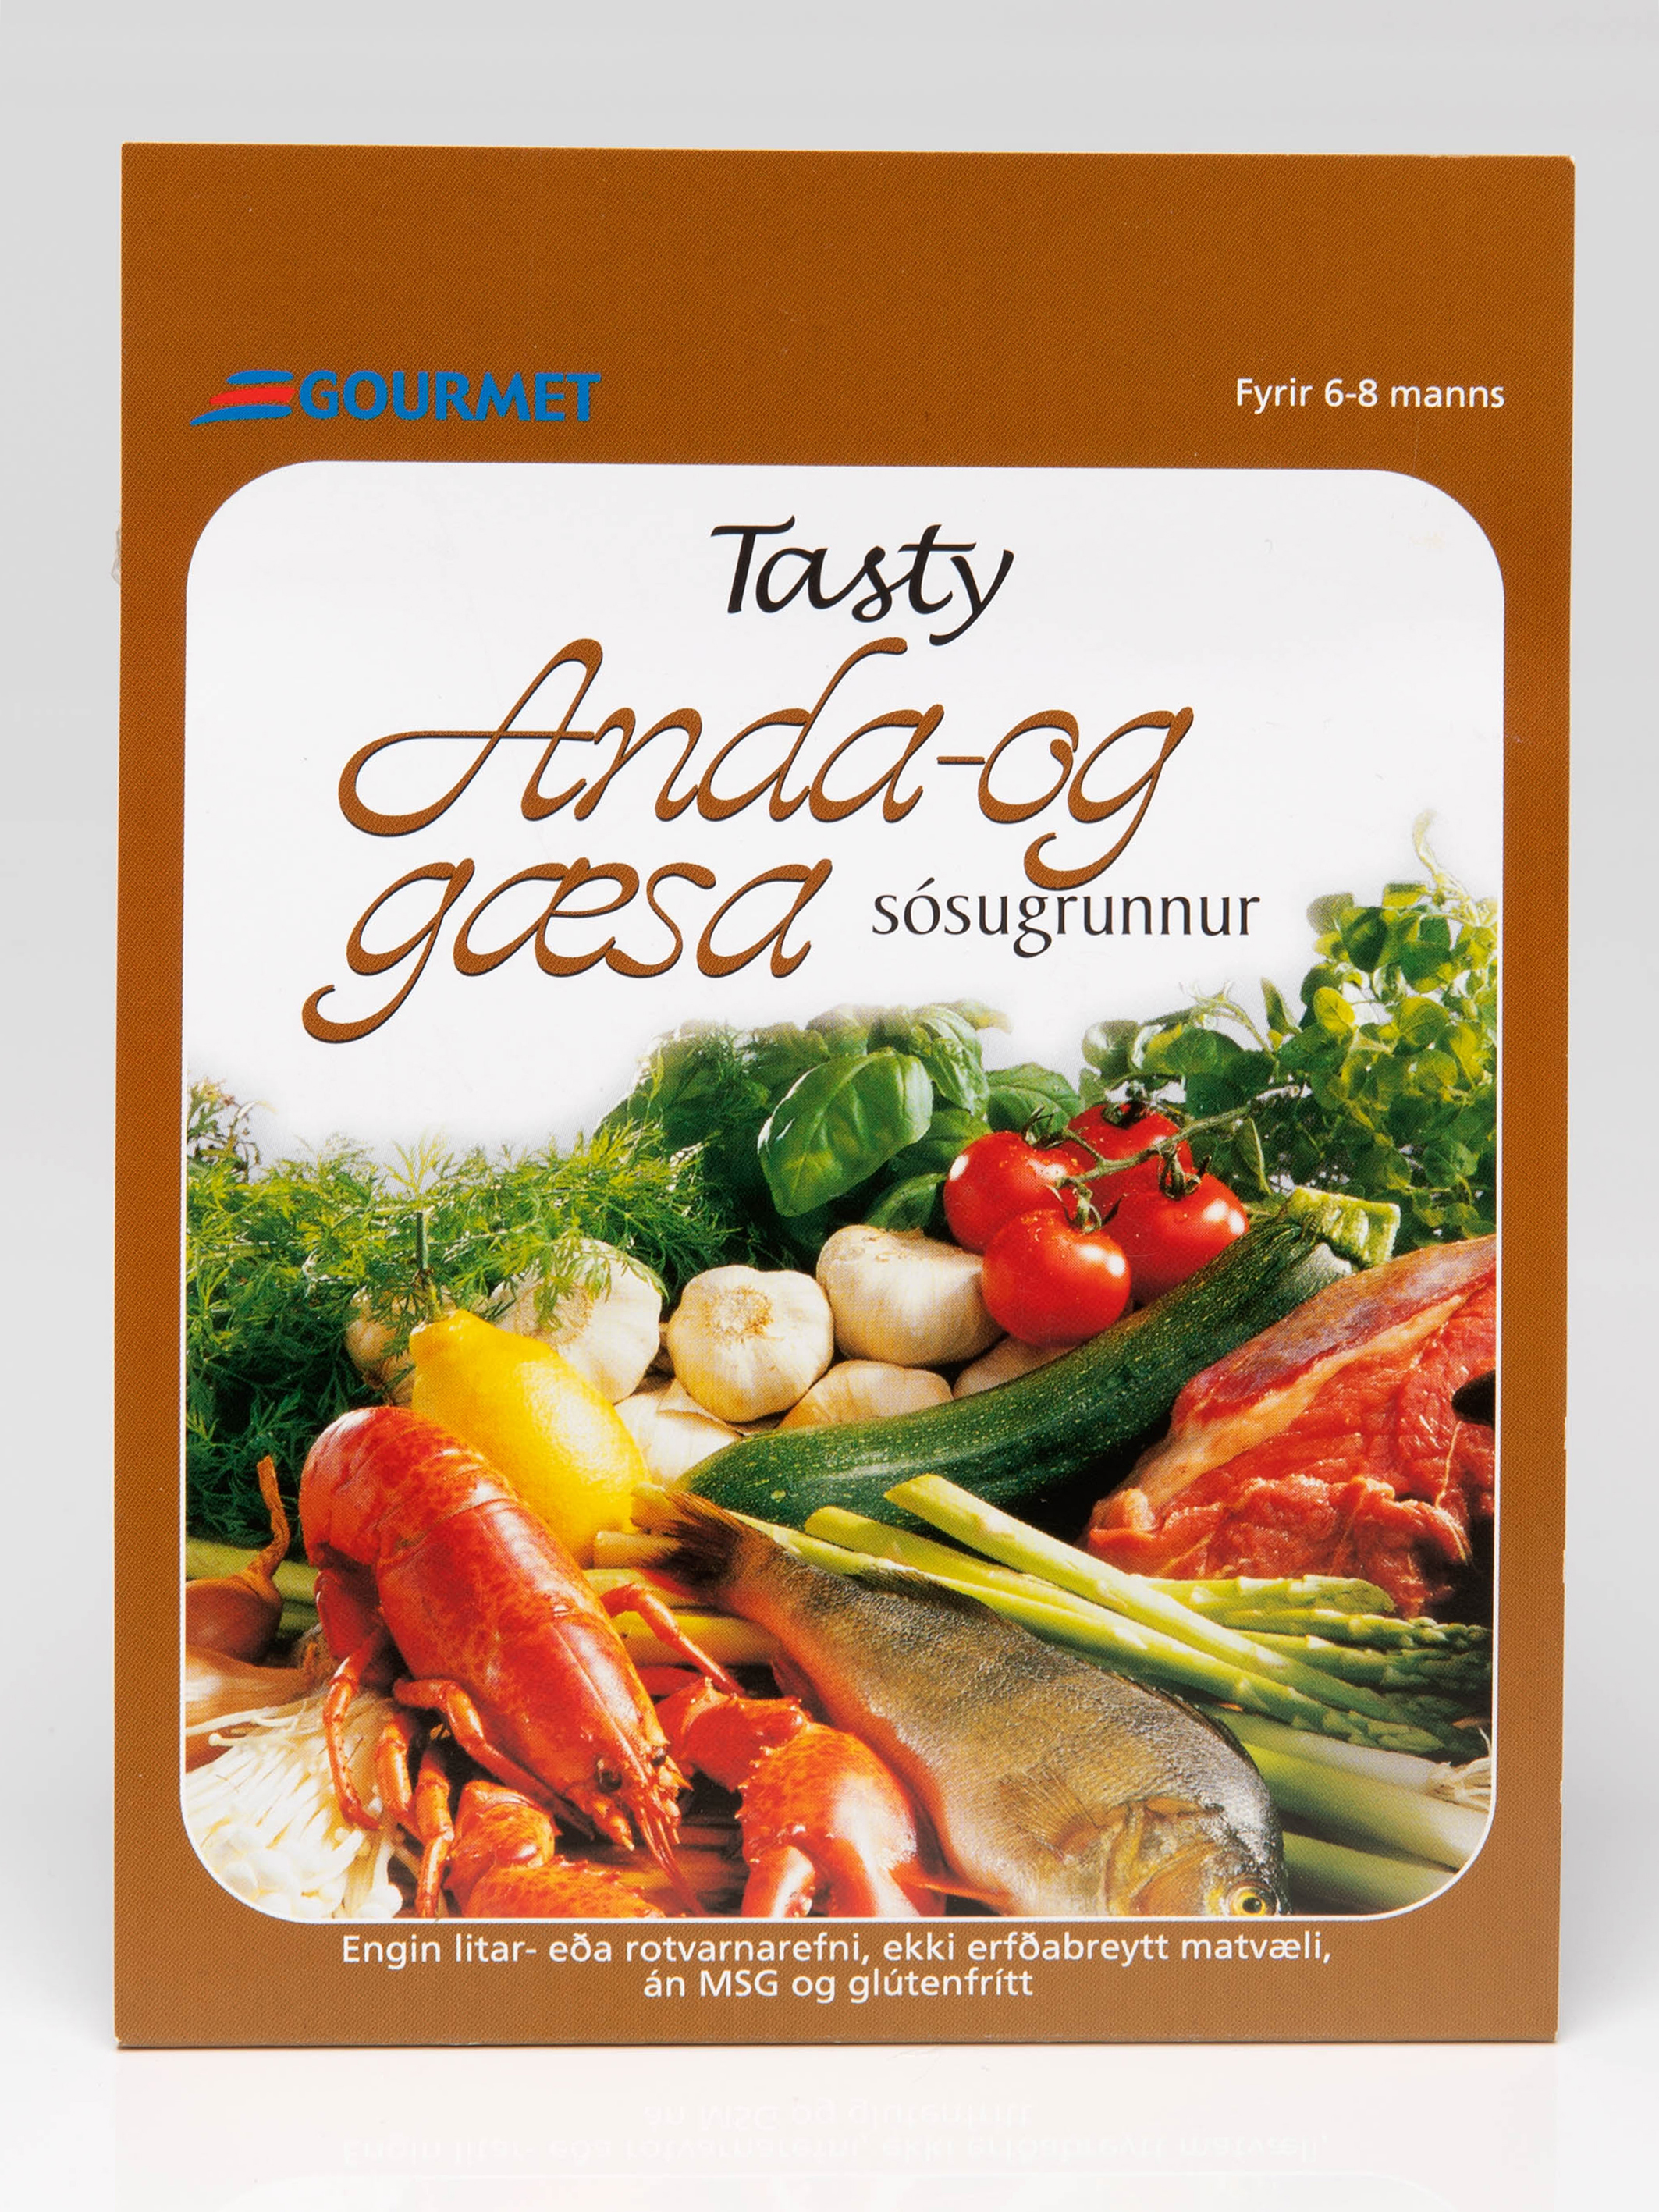 GOURMET
Fyrir 6-8 manns
Tasty
Anda-og
gæsa sósugrunnur
Engin litar- eða rotvarnarefni, ekki erfðabreytt matvæli,
án MSG og glútenfrítt